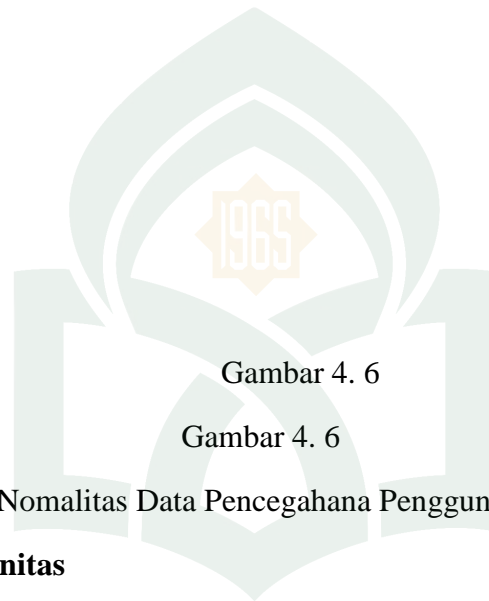 1965
Gambar 4. 6
Gambar 4. 6
Nomalitas Data Pencegahana Penggun
nitas